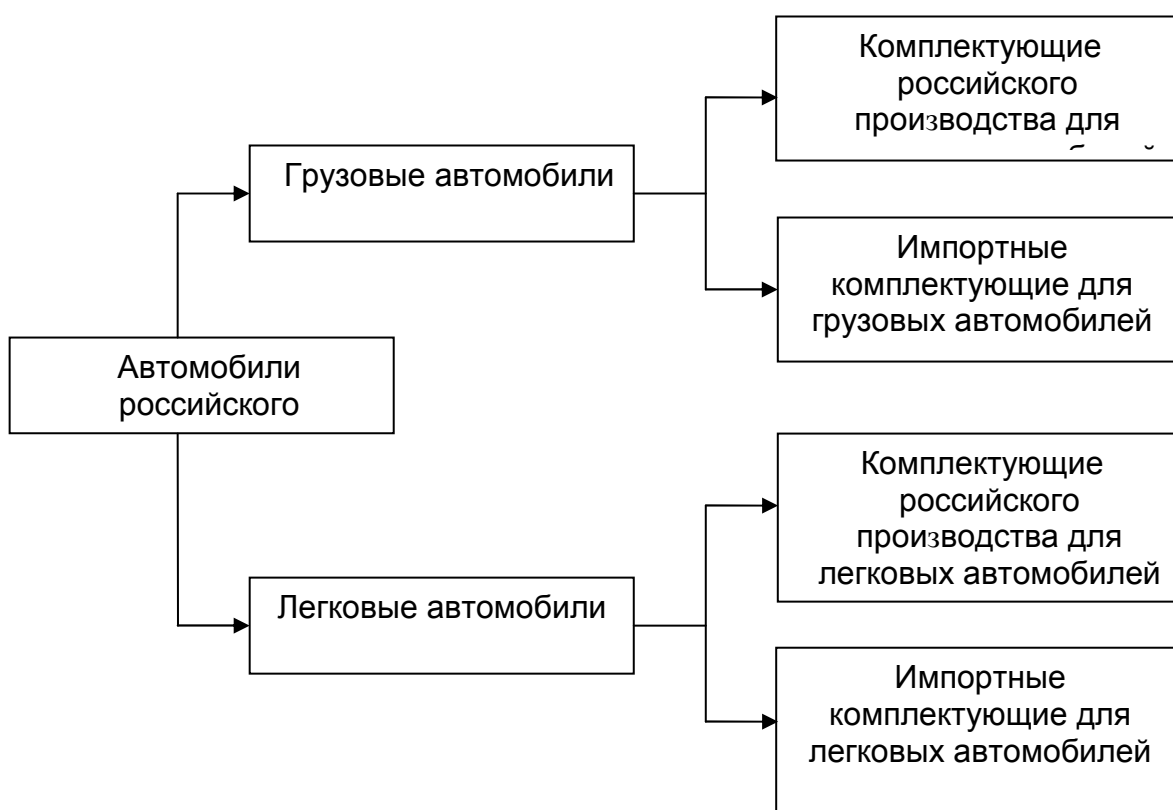 Комплектующие
российского
производства для
Грузовые автомобили
Импортные
комплектующие для
грузовых автомобилей
Автомобили
российского
Комплектующие
российского
производства для
легковых автомобилей
Легковые автомобили
Импортные
комплектующие для
легковых автомобилей